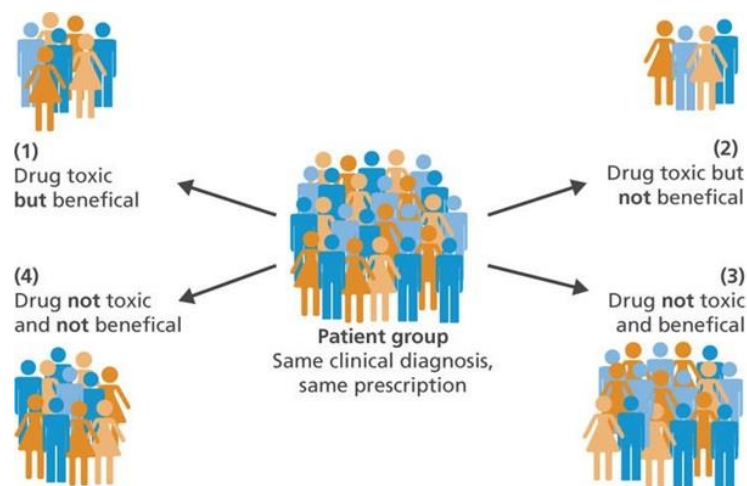 (1)
Drug toxic
but benefical
(2)
Drug toxic but
not benefical
(4)
Drug not toxic
and not benefical
(3)
Drug not toxic
and benefical
Patient group
Same clinical diagnosis,
same prescription